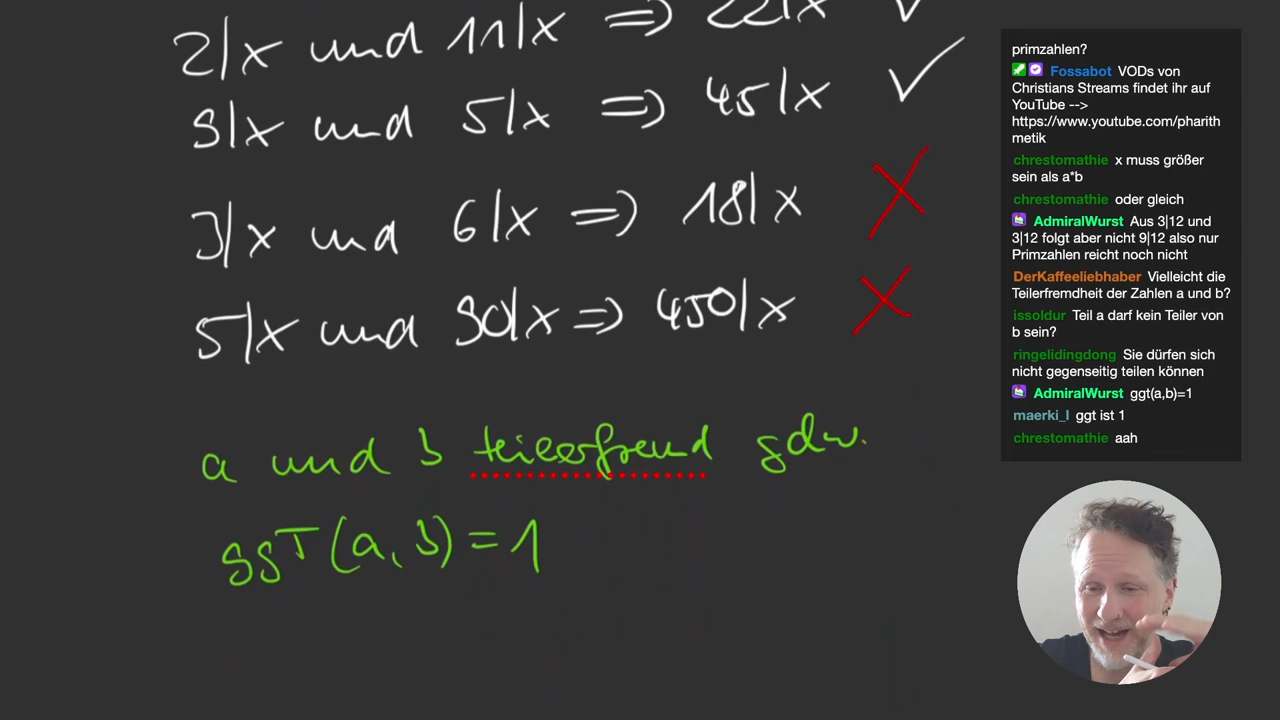 2|x und 11|x => 22|x ✓
9|x und 5|x => 45|x ✓
3|x und 6|x => 18|x X
5|x und 90|x => 450|x X
a und b teilerfremd gdw.
ggT(a,b)=1
primzahlen?
Fossabot VODs von
Christians Streams findet ihr auf
YouTube -->
https://www.youtube.com/pharith
metik
chrestomathie x muss größer
sein als a*b
chrestomathie oder gleich
AdmiralWurst Aus 3|12 und
3|12 folgt aber nicht 9|12 also nur
Primzahlen reicht noch nicht
DerKaffeeliebhaber Vielleicht die
Teilerfremdheit der Zahlen a und b?
issoldur Teil a darf kein Teiler von
b sein?
ringelidingdong Sie dürfen sich
nicht gegenseitig teilen können
AdmiralWurst ggt(a,b)=1
maerki_l ggt ist 1
chrestomathie aah